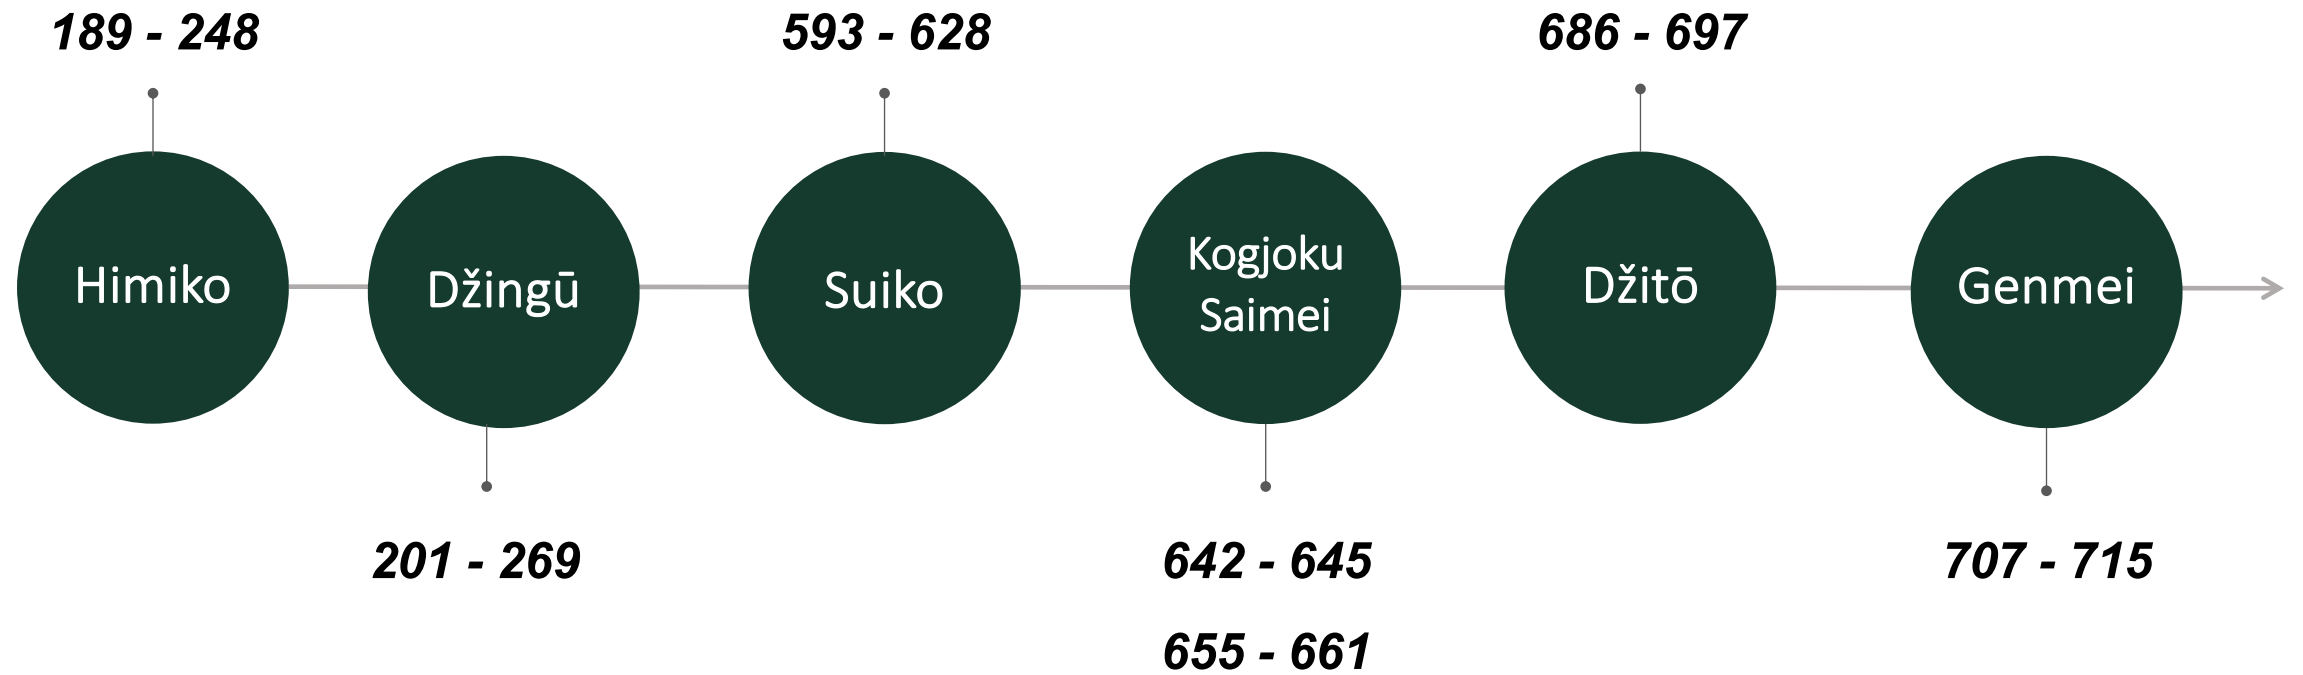 189 - 248
593 - 628
686 - 697
Himiko
Džingū
Suiko
Kogjoku
Saimei
Džitō
Genmei
201 - 269
642 - 645
707 - 715
655 - 661